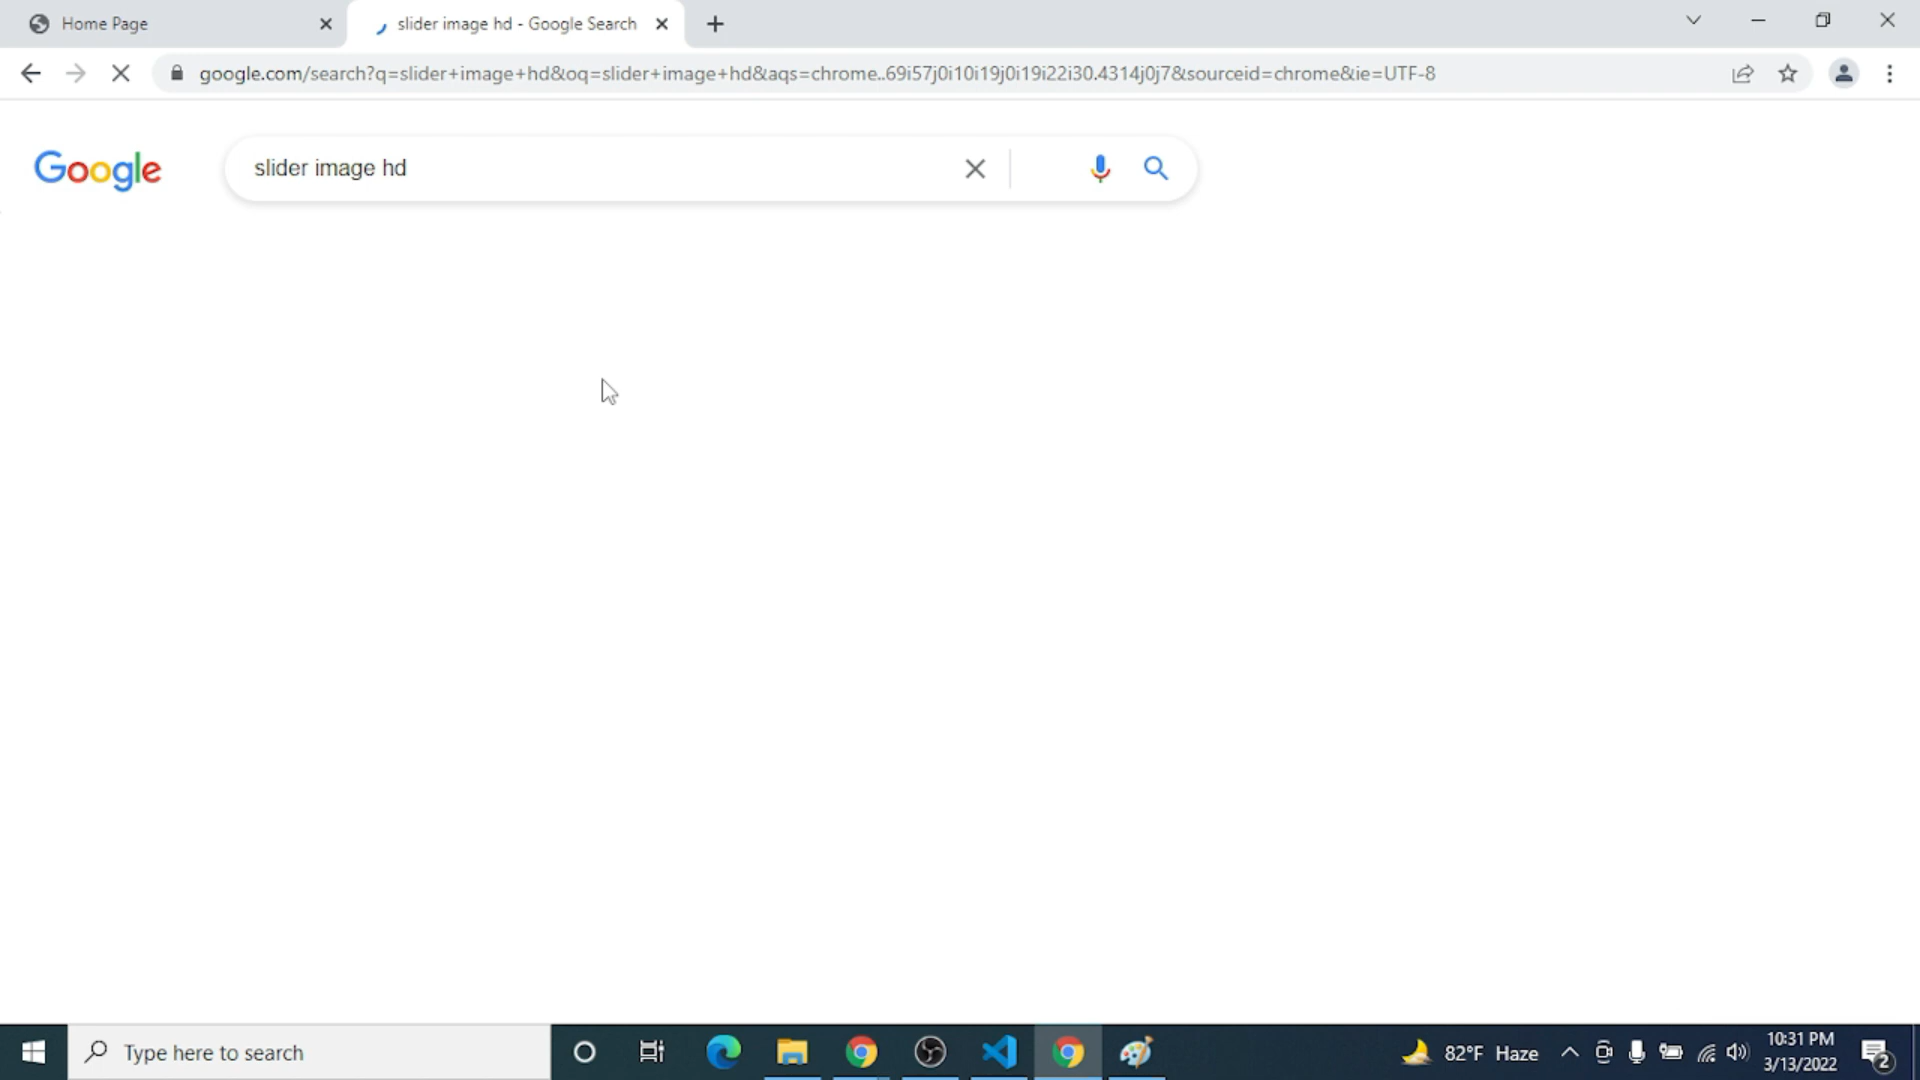 Home Page
slider image hd - Google Search
google.com/search?q=slider+image+hd&oq=slider+image+hd&aqs=chrome..69i57j0i10i19j0i19i22i30.4314j0j7&sourceid=chrome&ie=UTF-8
Google
slider image hd
Type here to search
82°F Haze
10:31 PM
3/13/2022
2